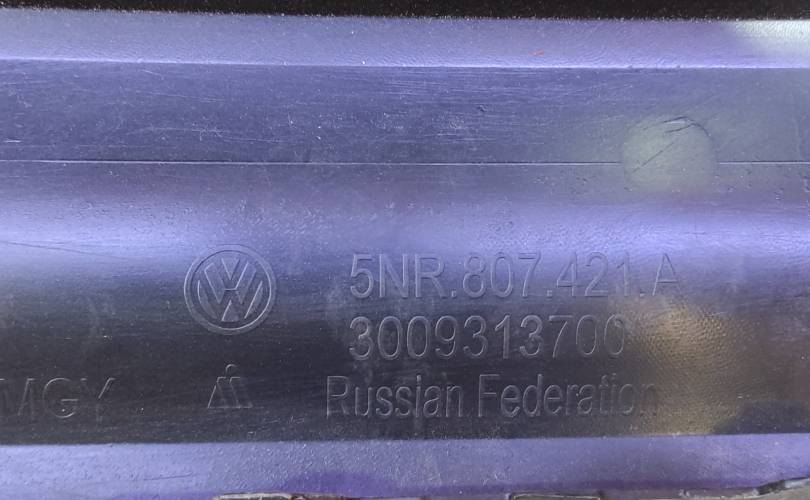 5NR.807.421.A
3009313700
MGY
Russian Federation